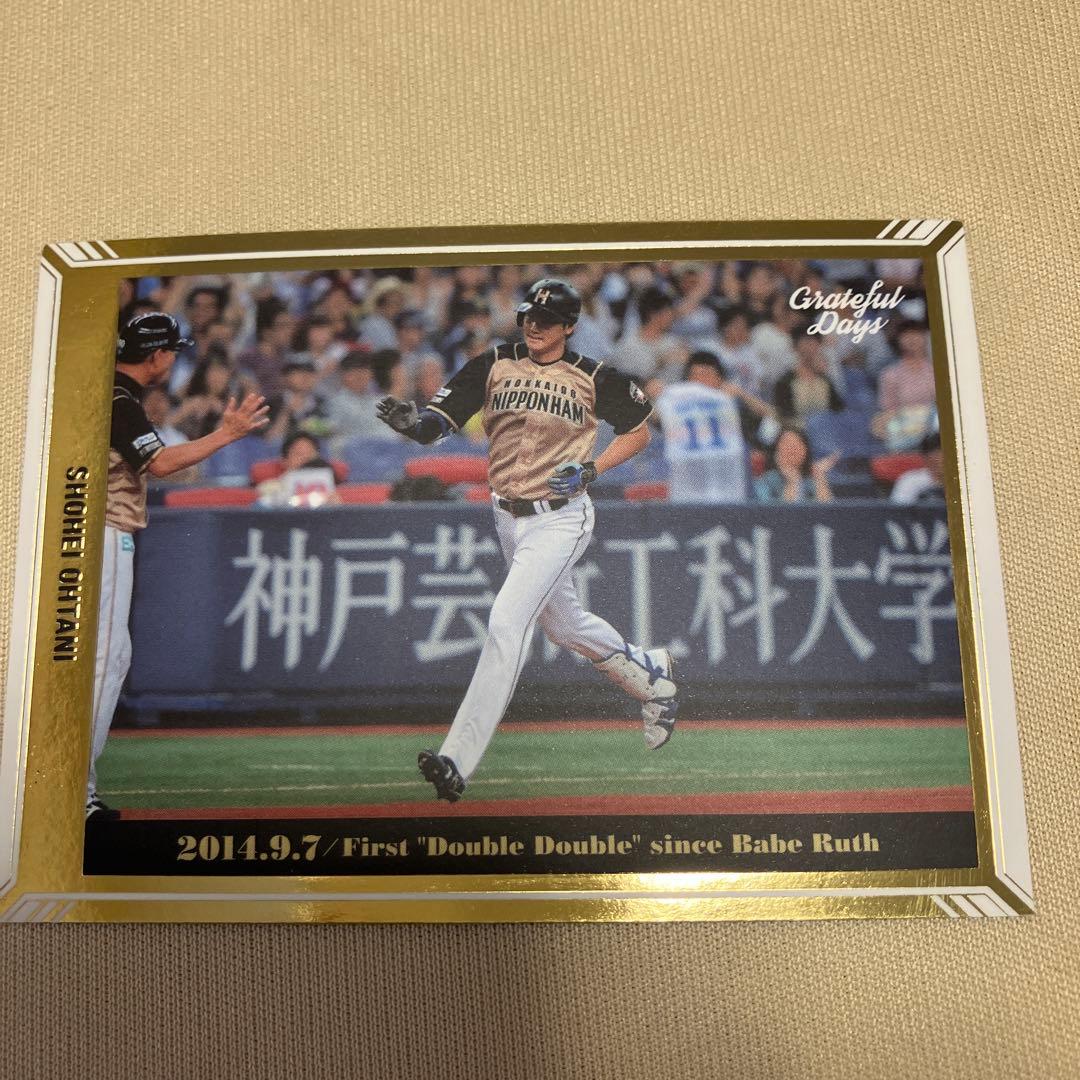 Grateful
Days
H
HOKKAIDO
NIPPONHAM
11
神戸芸術工科大学
SHOHEI OHTANI
2014.9.7/First "Double Double" since Babe Ruth